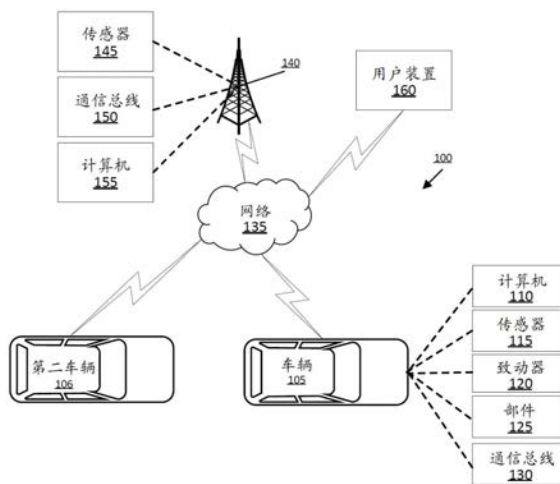 传感器
145
通信总线
150
计算机
155
140
用户装置
160
100
网络
135
计算机
110
传感器
115
致动器
120
部件
125
通信总线
130
第二车辆
106
车辆
105